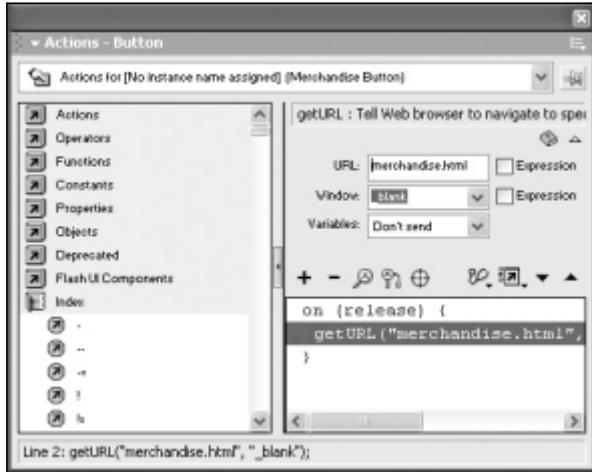 Actions - Button
Actions for [No instance name assigned] (Merchandise Button)
Actions
Operators
Functions
Constants
Properties
Objects
Deprecated
Flash UI Components
Index
-
--
!
getURL : Tell Web browser to navigate to spe
URL: merchandise.html Expression
Window: _blank Expression
Variables: Don't send
on (release) {
getURL("merchandise.html",
}
Line 2: getURL("merchandise.html", "_blank");